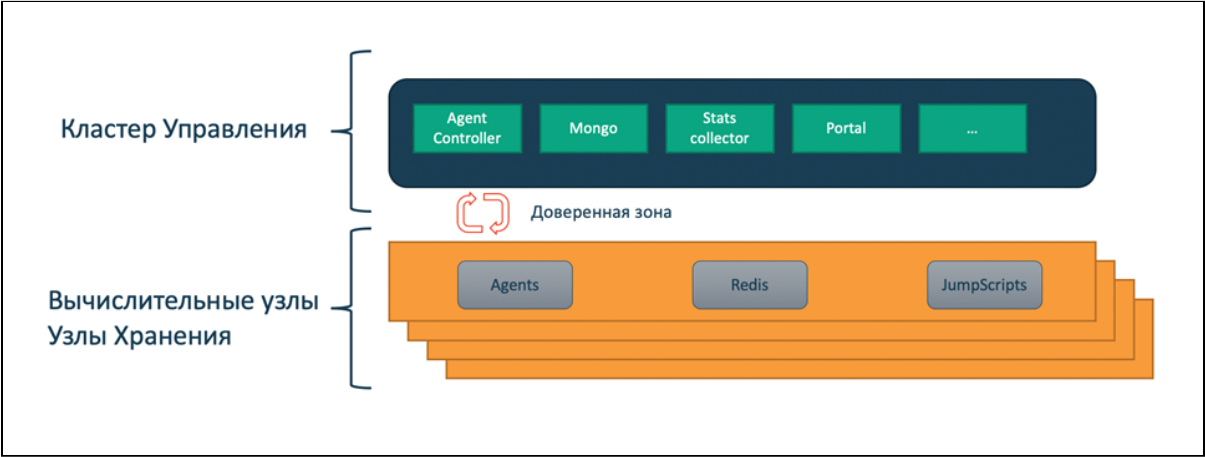 Кластер Управления
Agent
Controller
Mongo
Stats
collector
Portal
...
Доверенная зона
Вычислительные узлы
Узлы Хранения
Agents
Redis
JumpScripts